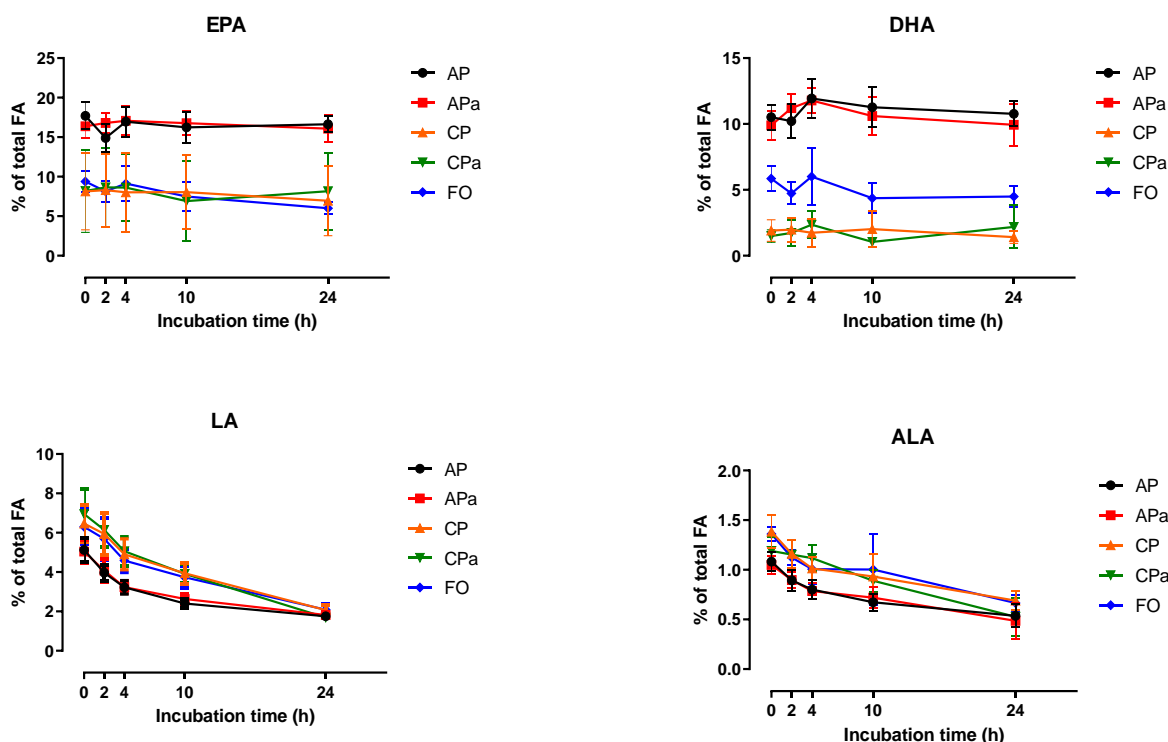 EPA
% of total FA
25
20
15
10
5
0
0 2 4 10 24
Incubation time (h)
AP
APa
CP
CPa
FO
DHA
% of total FA
15
10
5
0
0 2 4 10 24
Incubation time (h)
AP
APa
CP
CPa
FO
LA
% of total FA
10
8
6
4
2
0
0 2 4 10 24
Incubation time (h)
AP
APa
CP
CPa
FO
ALA
% of total FA
2.0
1.5
1.0
0.5
0.0
0 2 4 10 24
Incubation time (h)
AP
APa
CP
CPa
FO